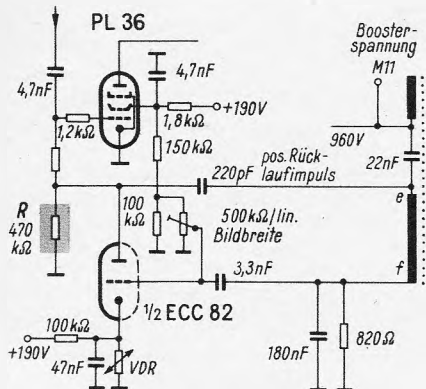 PL 36
Booster-
spannung
M11
4,7nF
4,7nF
+190V
1,2kΩ
1,8kΩ
960V
150kΩ
22nF
pos. Rück-
laufimpuls
220pF
e
R
470
kΩ
100
kΩ
500kΩ/lin.
Bildbreite
f
3,3nF
½ ECC 82
100kΩ
+190V
47nF
VDR
180nF
820Ω